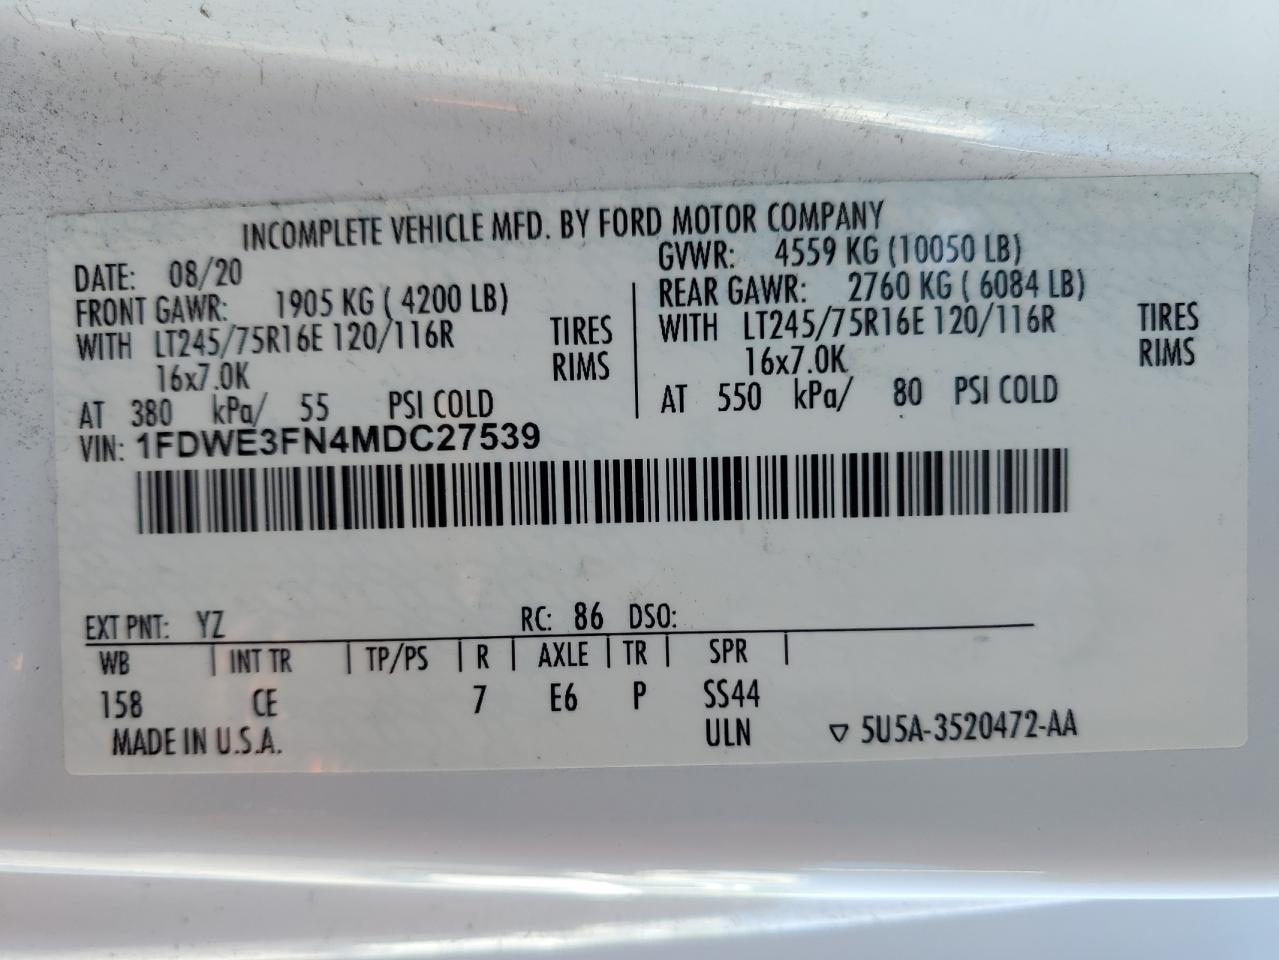 INCOMPLETE VEHICLE MFD. BY FORD MOTOR COMPANY
DATE: 08/20
GVWR: 4559 KG (10050 LB)
FRONT GAWR: 1905 KG ( 4200 LB)
WITH LT245/75R16E 120/116R TIRES
16x7.0K RIMS
AT 380 kPa/ 55 PSI COLD
REAR GAWR: 2760 KG ( 6084 LB)
WITH LT245/75R16E 120/116R TIRES
16x7.0K RIMS
AT 550 kPa/ 80 PSI COLD
VIN: 1FDWE3FN4MDC27539
EXT PNT: YZ RC: 86 DSO:
WB | INT TR | TP/PS | R | AXLE | TR | SPR |
158 CE 7 E6 P SS44
MADE IN U.S.A. ULN ▽ 5U5A-3520472-AA